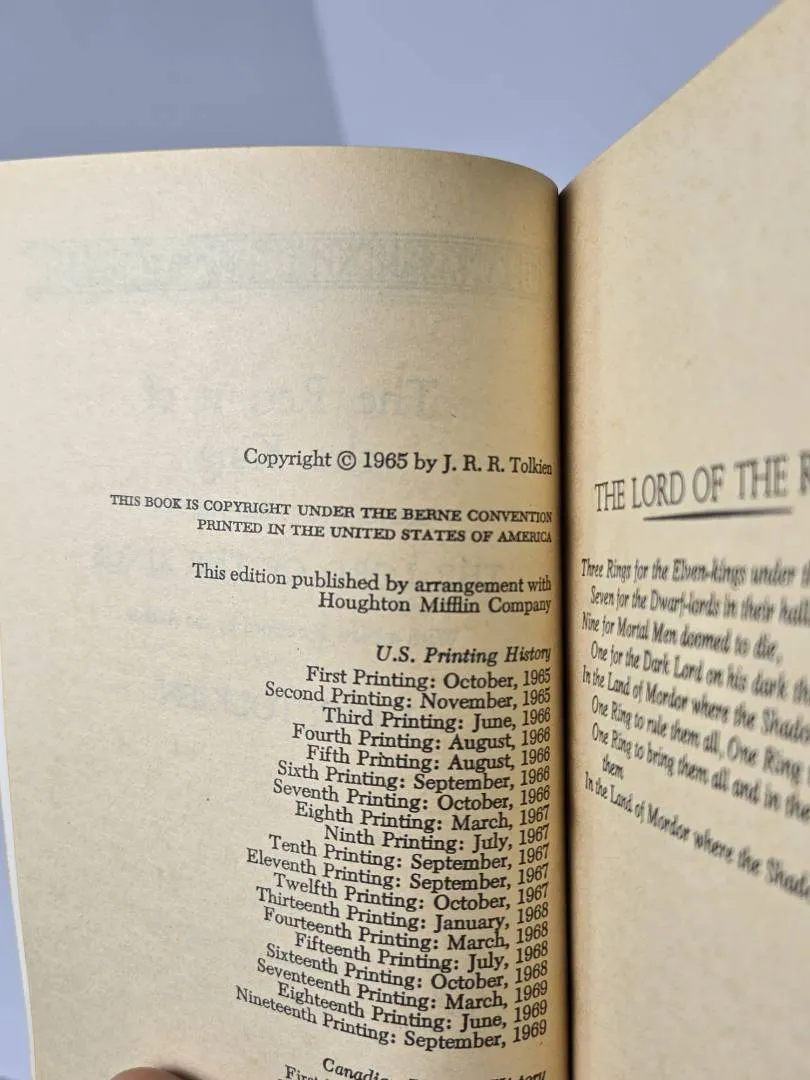 Copyright © 1965 by J. R. R. Tolkien
THIS BOOK IS COPYRIGHT UNDER THE BERNE CONVENTION
PRINTED IN THE UNITED STATES OF AMERICA
This edition published by arrangement with
Houghton Mifflin Company
U.S. Printing History
First Printing: October, 1965
Second Printing: November, 1965
Third Printing: June, 1966
Fourth Printing: August, 1966
Fifth Printing: August, 1966
Sixth Printing: September, 1966
Seventh Printing: October, 1966
Eighth Printing: March, 1967
Ninth Printing: July, 1967
Tenth Printing: September, 1967
Eleventh Printing: September, 1967
Twelfth Printing: October, 1967
Thirteenth Printing: January, 1968
Fourteenth Printing: March, 1968
Fifteenth Printing: July, 1968
Sixteenth Printing: October, 1968
Seventeenth Printing: March, 1969
Eighteenth Printing: June, 1969
Nineteenth Printing: September, 1969
THE LORD OF THE
Three Rings for the Elven-kings under
Seven for the Dwarf-lords in their
Nine for Mortal Men doomed to die,
One for the Dark Lord on his dark
In the Land of Mordor where the
One Ring to rule them all, One Ring
One Ring to bring them all and in the
them
In the Land of Mordor where the